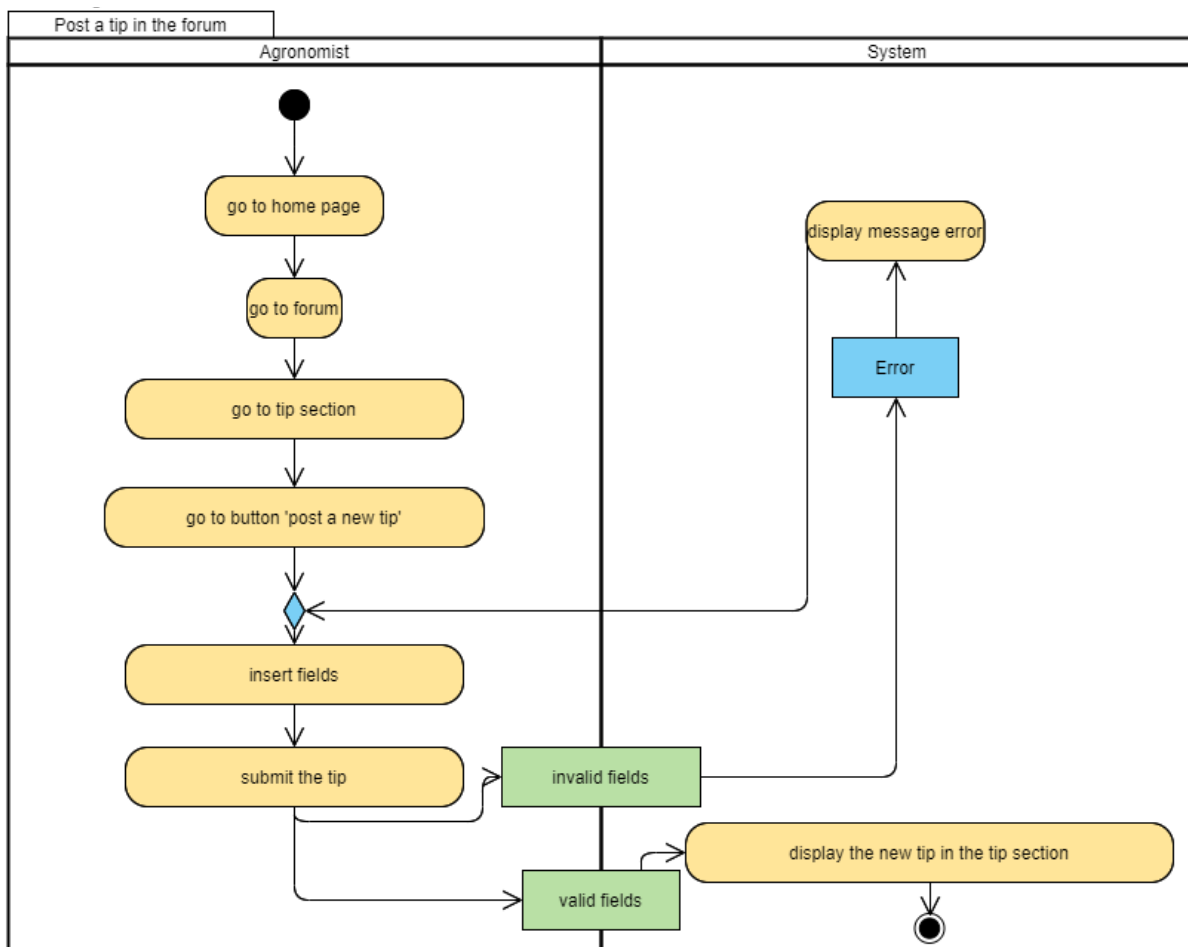 Post a tip in the forum
Agronomist
System
go to home page
display message error
go to forum
Error
go to tip section
go to button 'post a new tip'
insert fields
submit the tip
invalid fields
display the new tip in the tip section
valid fields